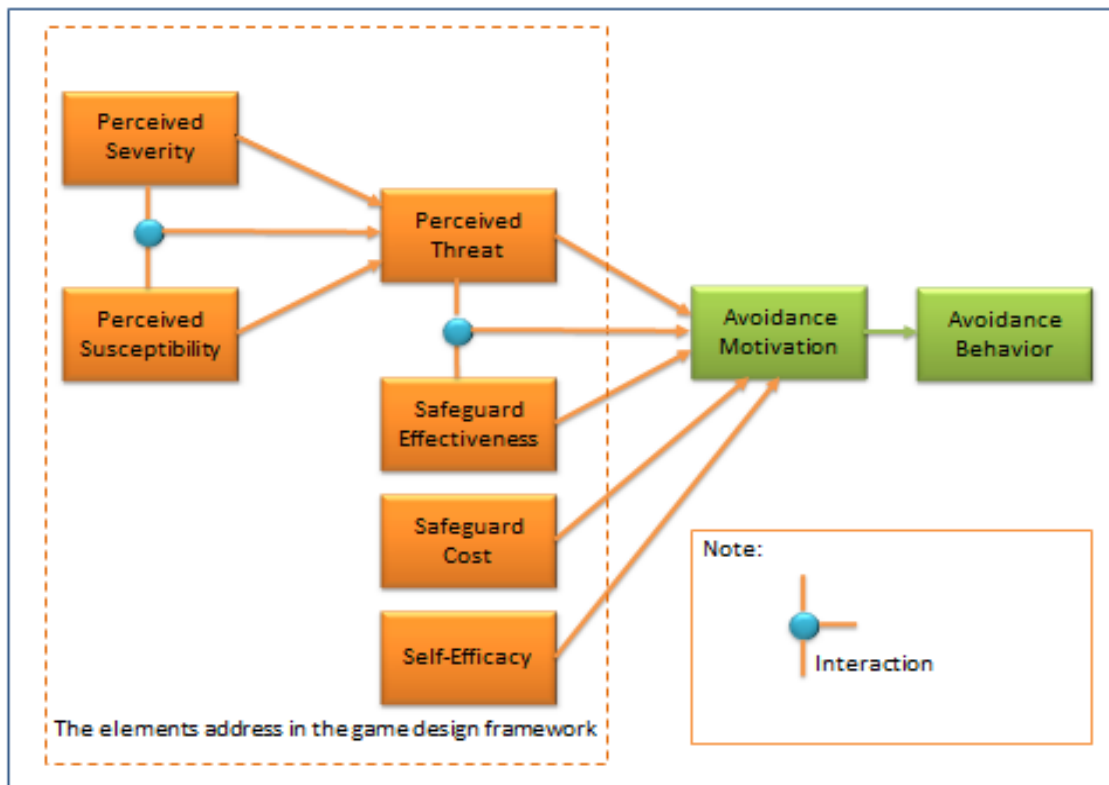 Perceived
Severity
Perceived
Susceptibility
Perceived
Threat
Safeguard
Effectiveness
Safeguard
Cost
Self-Efficacy
The elements address in the game design framework
Avoidance
Motivation
Avoidance
Behavior
Note:
Interaction